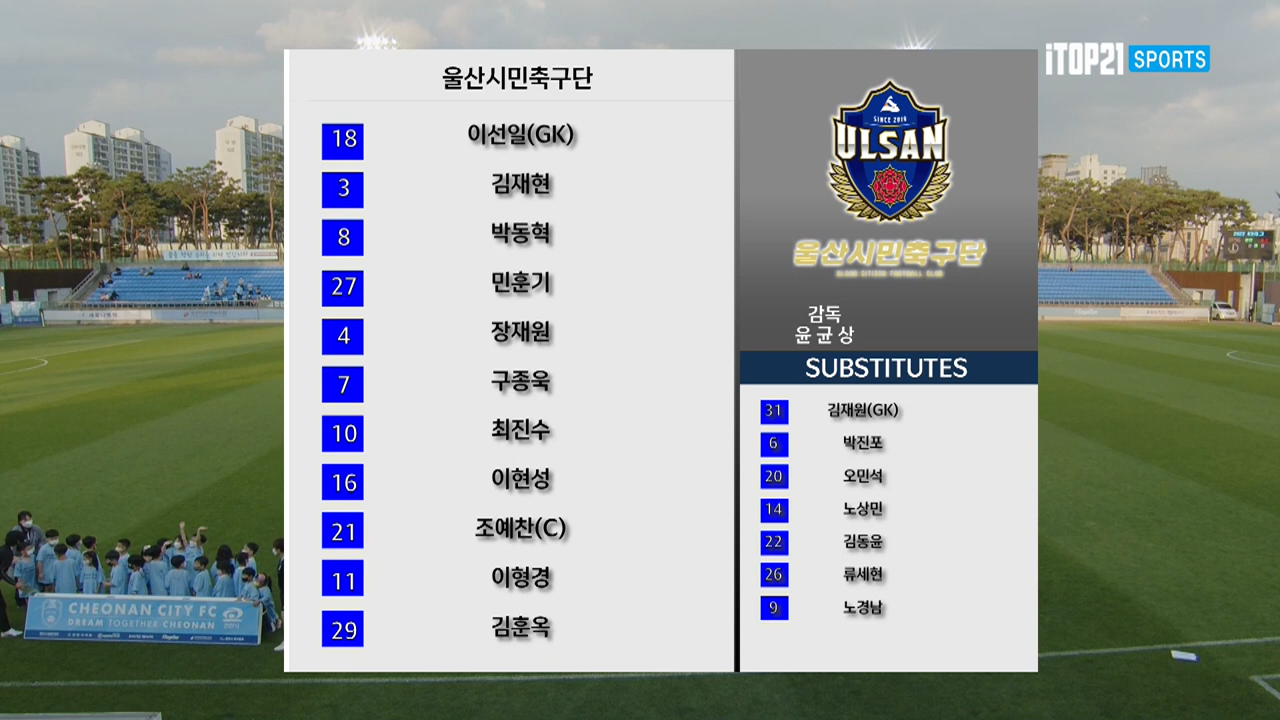 iTOP21 SPORTS
울산시민축구단
18 이선일(GK)
3 김재현
8 박동혁
27 민훈기
4 장재원
7 구종욱
10 최진수
16 이현성
21 조예찬(C)
11 이형경
29 김훈옥
SINCE 2018
ULSAN
울산시민축구단
ULSAN CITIZEN FOOTBALL CLUB
감독
윤균상
SUBSTITUTES
31 김재원(GK)
6 박진포
20 오민석
14 노상민
22 김동윤
26 류세현
9 노경남
CHEONAN CITY FC
DREAM TOGETHER CHEONAN